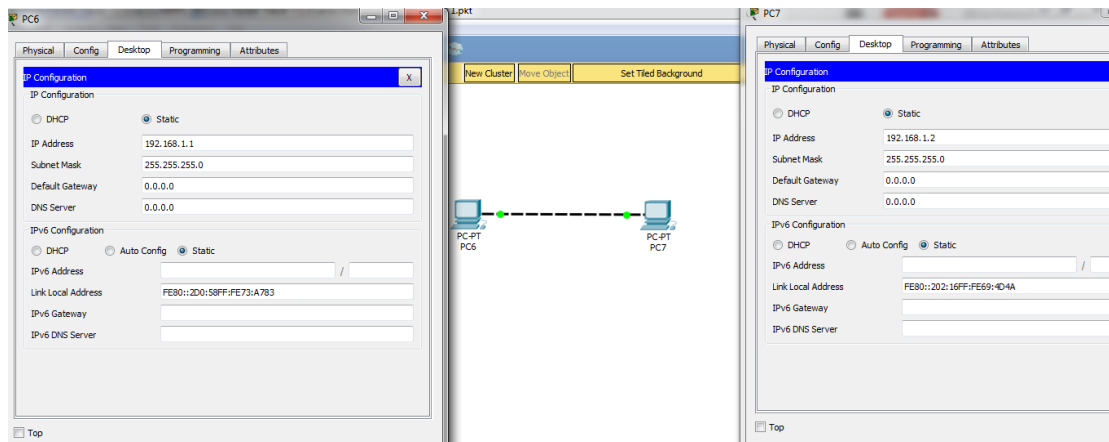 PC6
Physical Config Desktop Programming Attributes
IP Configuration X
IP Configuration
DHCP Static
IP Address 192.168.1.1
Subnet Mask 255.255.255.0
Default Gateway 0.0.0.0
DNS Server 0.0.0.0
IPv6 Configuration
DHCP Auto Config Static
IPv6 Address /
Link Local Address FE80::2D0:58FF:FE73:A783
IPv6 Gateway
IPv6 DNS Server
Top
1.pkt
New Cluster Move Object Set Tiled Background
PC-PT
PC6
PC-PT
PC7
PC7
Physical Config Desktop Programming Attributes
IP Configuration
IP Configuration
DHCP Static
IP Address 192.168.1.2
Subnet Mask 255.255.255.0
Default Gateway 0.0.0.0
DNS Server 0.0.0.0
IPv6 Configuration
DHCP Auto Config Static
IPv6 Address /
Link Local Address FE80::202:16FF:FE69:4D4A
IPv6 Gateway
IPv6 DNS Server
Top